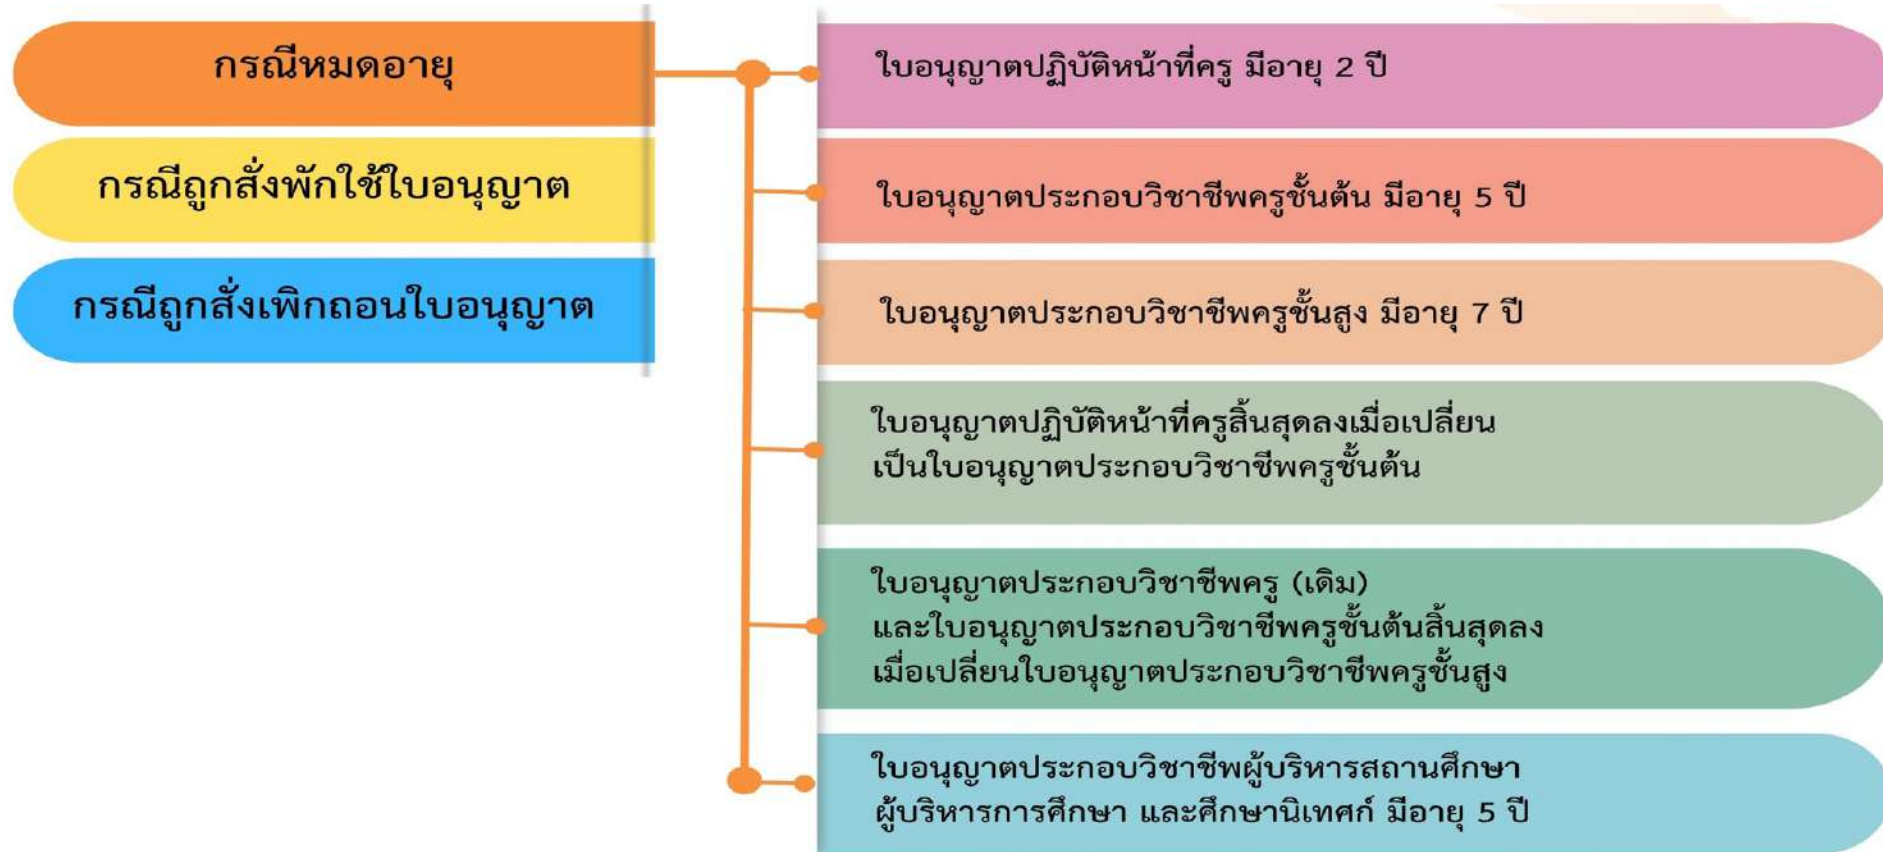 กรณีหมดอายุ
กรณีถูกสั่งพักใช้ใบอนุญาต
กรณีถูกสั่งเพิกถอนใบอนุญาต
ใบอนุญาตปฏิบัติหน้าที่ครู มีอายุ 2 ปี
ใบอนุญาตประกอบวิชาชีพครูชั้นต้น มีอายุ 5 ปี
ใบอนุญาตประกอบวิชาชีพครูชั้นสูง มีอายุ 7 ปี
ใบอนุญาตปฏิบัติหน้าที่ครูสิ้นสุดลงเมื่อเปลี่ยน
เป็นใบอนุญาตประกอบวิชาชีพครูชั้นต้น
ใบอนุญาตประกอบวิชาชีพครู (เดิม)
และใบอนุญาตประกอบวิชาชีพครูชั้นต้นสิ้นสุดลง
เมื่อเปลี่ยนใบอนุญาตประกอบวิชาชีพครูชั้นสูง
ใบอนุญาตประกอบวิชาชีพผู้บริหารสถานศึกษา
ผู้บริหารการศึกษา และศึกษานิเทศก์ มีอายุ 5 ปี